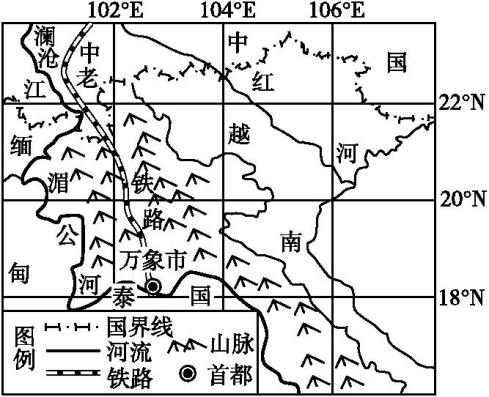 102°E 104°E 106°E
澜沧江
中老铁路
中国
红河
22°N
缅甸
越南
湄公河
20°N
万象市
泰国
18°N
图例
国界线
河流
铁路
山脉
首都